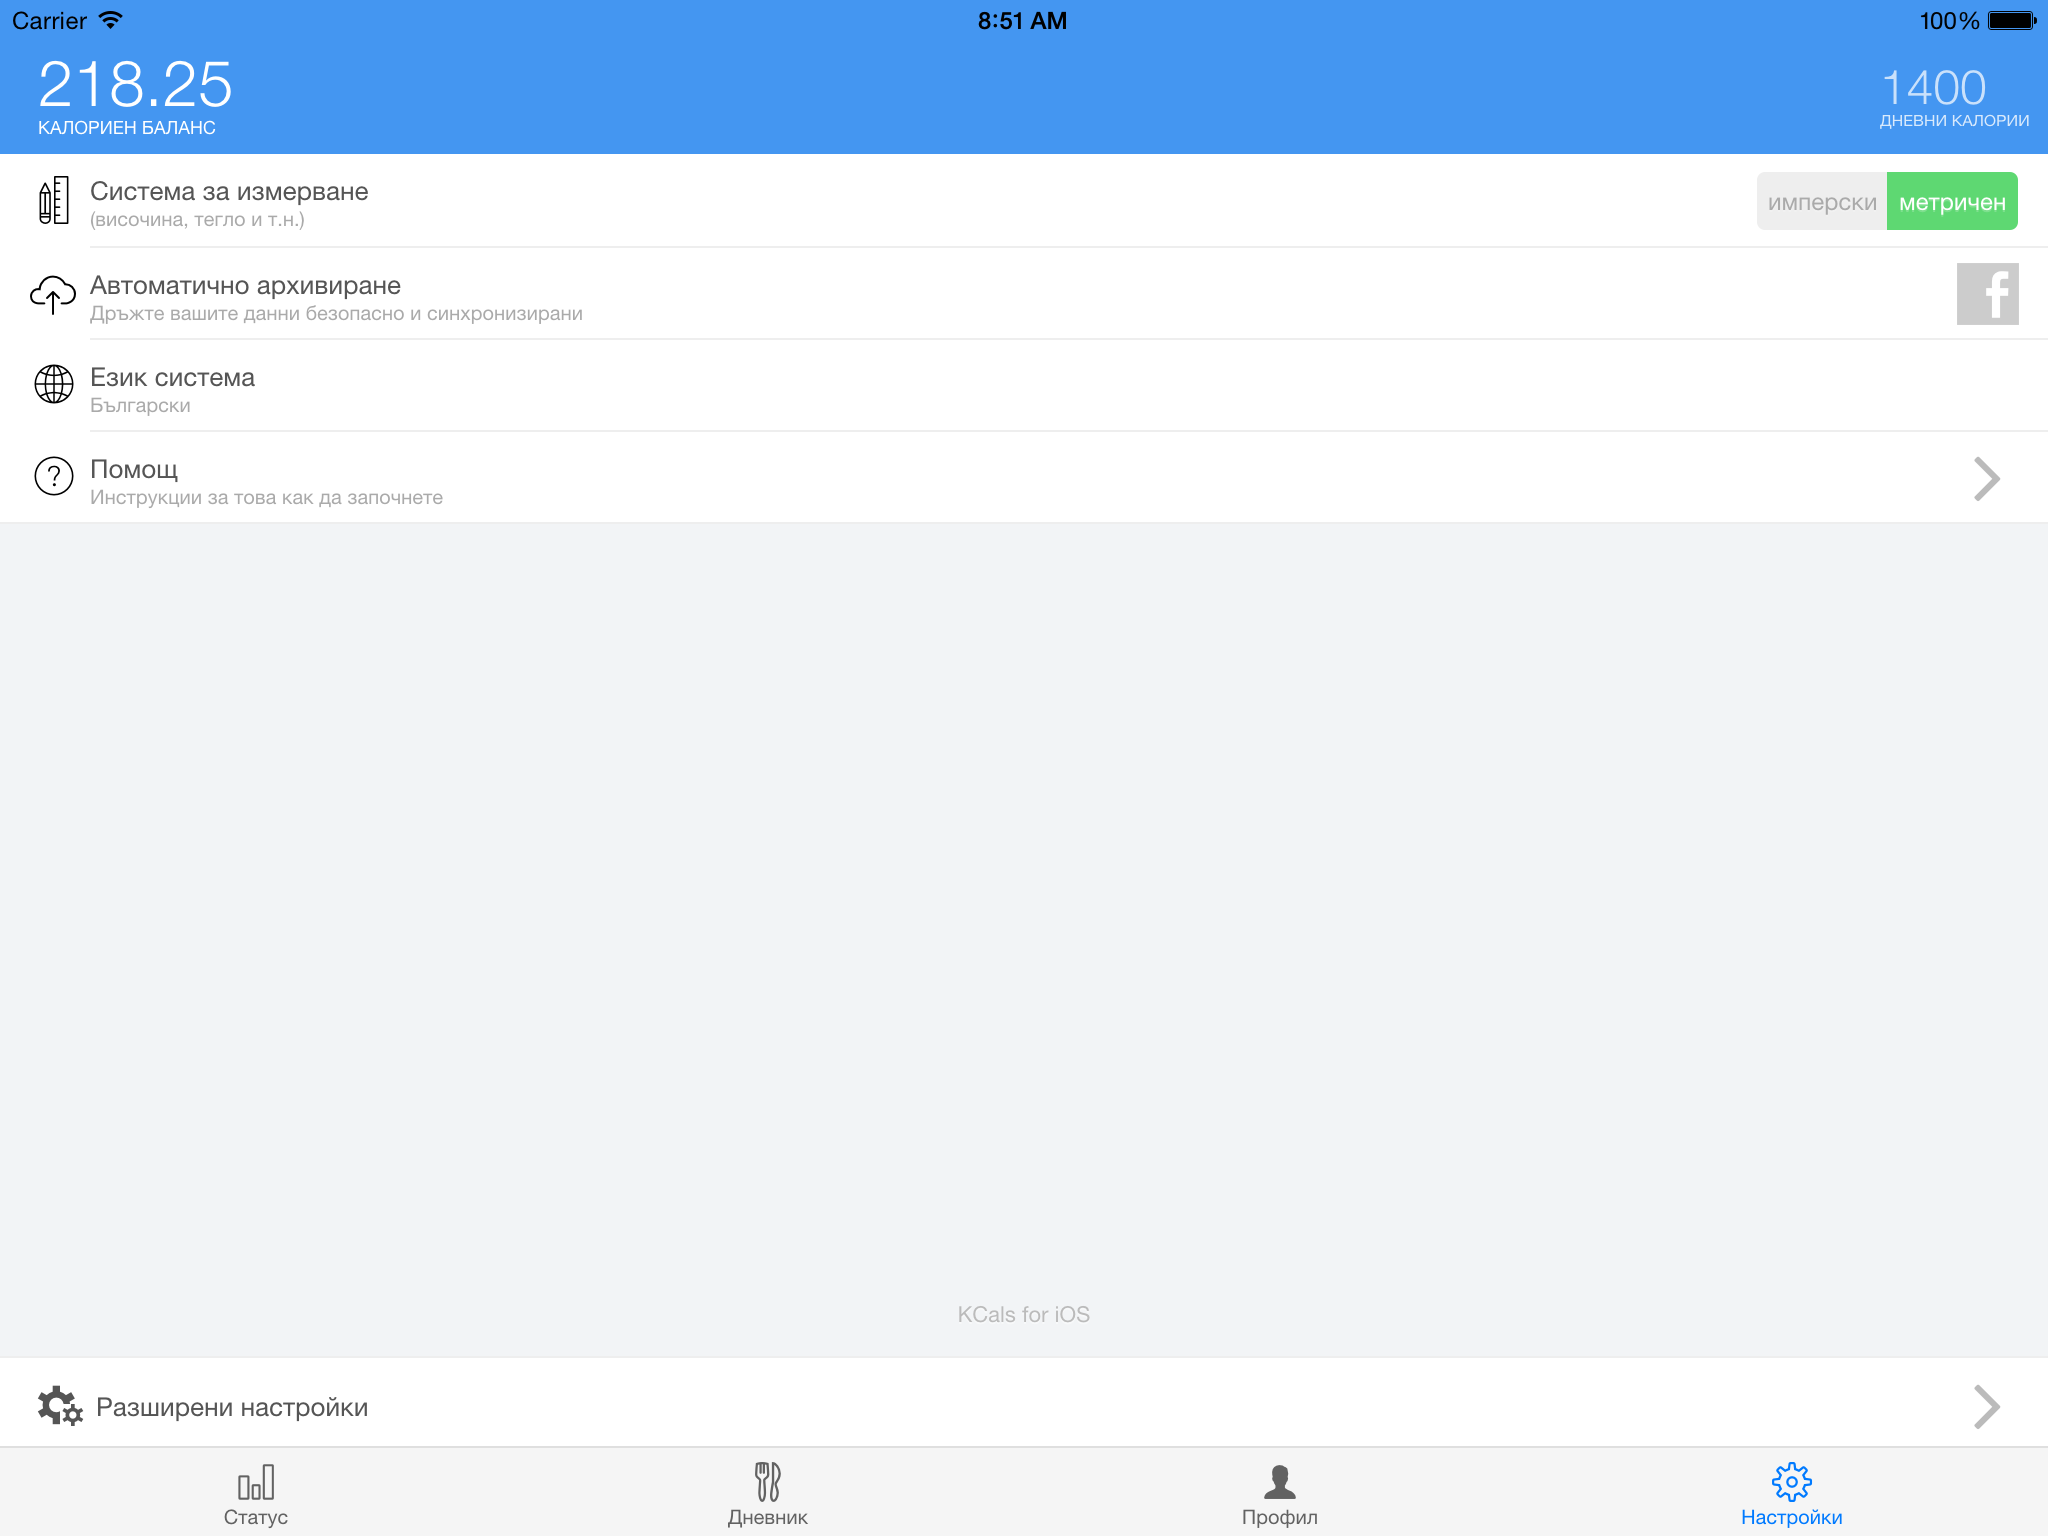 Carrier
8:51 AM
100%
218.25
КАЛОРИЕН БАЛАНС
1400
ДНЕВНИ КАЛОРИИ
Система за измерване
(височина, тегло и т.н.)
имперски
метричен
Автоматично архивиране
Дръжте вашите данни безопасно и синхронизирани
f
Език система
Български
?
Помощ
Инструкции за това как да започнете
KCals for iOS
Разширени настройки
Статус
Дневник
Профил
Настройки